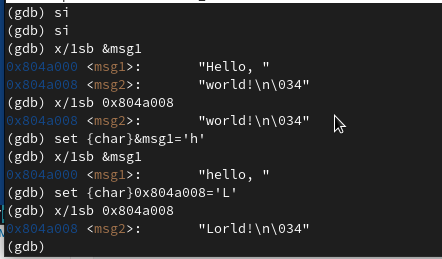 (gdb) si
(gdb) si
(gdb) x/1sb &msg1
0x804a000 <msg1>:       "Hello, "
0x804a008 <msg2>:       "world!\n\034"
(gdb) x/1sb 0x804a008
0x804a008 <msg2>:       "world!\n\034"
(gdb) set {char}&msg1='h'
(gdb) x/1sb &msg1
0x804a000 <msg1>:       "hello, "
(gdb) set {char}0x804a008='L'
(gdb) x/1sb 0x804a008
0x804a008 <msg2>:       "Lorld!\n\034"
(gdb)